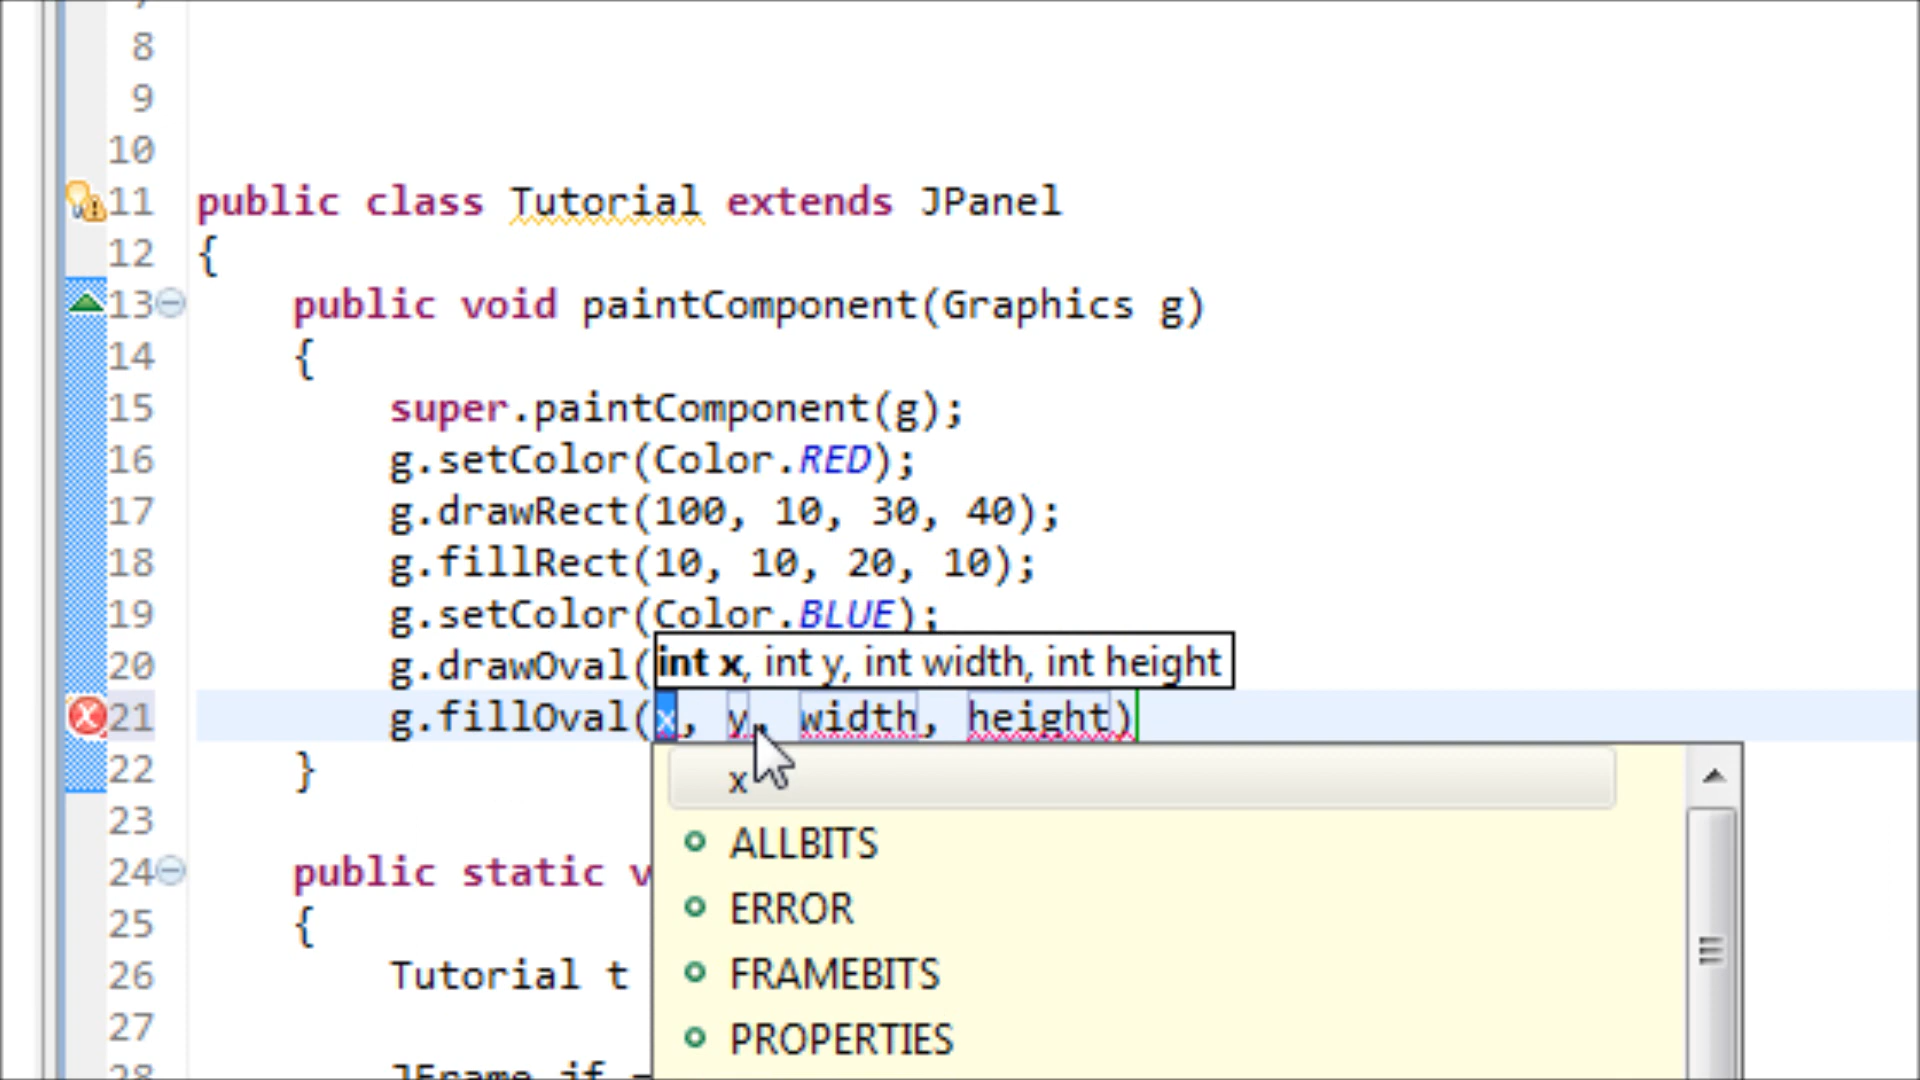 8
9
10
11 public class Tutorial extends JPanel
12 {
13 public void paintComponent(Graphics g)
14 {
15 super.paintComponent(g);
16 g.setColor(Color.RED);
17 g.drawRect(100, 10, 30, 40);
18 g.fillRect(10, 10, 20, 10);
19 g.setColor(Color.BLUE);
20 g.drawOval(
int x, int y, int width, int height
21 g.fillOval(x, y, width, height)
22 }
x
23
ALLBITS
24 public static v
ERROR
25 {
26 Tutorial t
FRAMEBITS
27
PROPERTIES
28 JFrame jf =